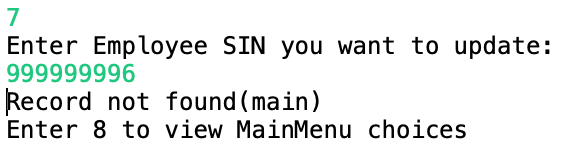 7
Enter Employee SIN you want to update:
999999996
Record not found(main)
Enter 8 to view MainMenu choices